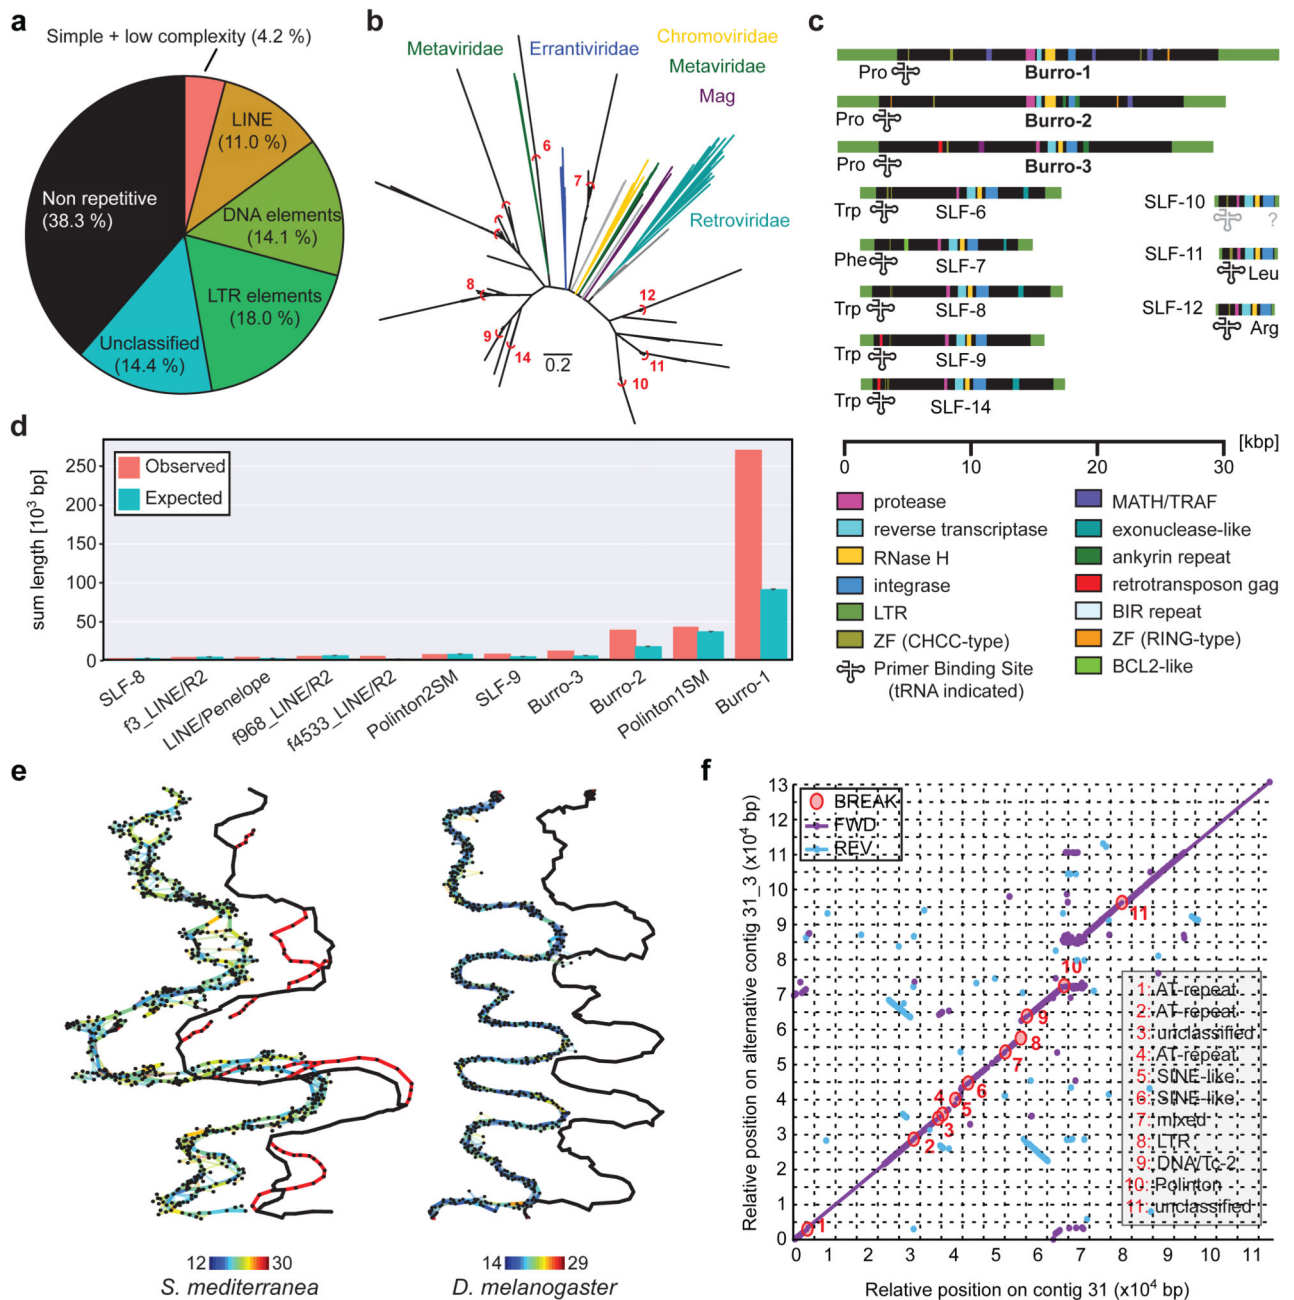 a
Simple + low complexity (4.2 %)
LINE
(11.0 %)
Non repetitive
(38.3 %)
DNA elements
(14.1 %)
LTR elements
(18.0 %)
Unclassified
(14.4 %)
b
Metaviridae
Errantiviridae
Chromoviridae
Metaviridae
Mag
Retroviridae
6
7
8
9
14
12
11
10
0.2
c
Pro
Burro-1
Pro
Burro-2
Pro
Burro-3
Trp
SLF-6
Phe
SLF-7
Trp
SLF-8
Trp
SLF-9
Trp
SLF-14
SLF-10
?
SLF-11
Leu
SLF-12
Arg
[kbp]
0 10 20 30
protease
reverse transcriptase
RNase H
integrase
LTR
ZF (CHCC-type)
Primer Binding Site
(tRNA indicated)
MATH/TRAF
exonuclease-like
ankyrin repeat
retrotransposon gag
BIR repeat
ZF (RING-type)
BCL2-like
d
Observed
Expected
sum length [10³ bp]
250
200
150
100
50
0
SLF-8
f3_LINE/R2
LINE/Penelope
f968_LINE/R2
f4533_LINE/R2
Polinton2SM
SLF-9
Burro-3
Burro-2
Polinton1SM
Burro-1
e
12 30
S. mediterranea
14 29
D. melanogaster
f
BREAK
FWD
REV
Relative position on alternative contig 31_3 (x10⁴ bp)
13
12
11
10
9
8
7
6
5
4
3
2
1
0
11
10
9
8
7
6
5
4
3
2
1
1: AT-repeat
2: AT-repeat
3: unclassified
4: AT-repeat
5: SINE-like
6: SINE-like
7: mixed
8: LTR
9: DNA/Tc-2
10: Polinton
11: unclassified
0 1 2 3 4 5 6 7 8 9 10 11
Relative position on contig 31 (x10⁴ bp)